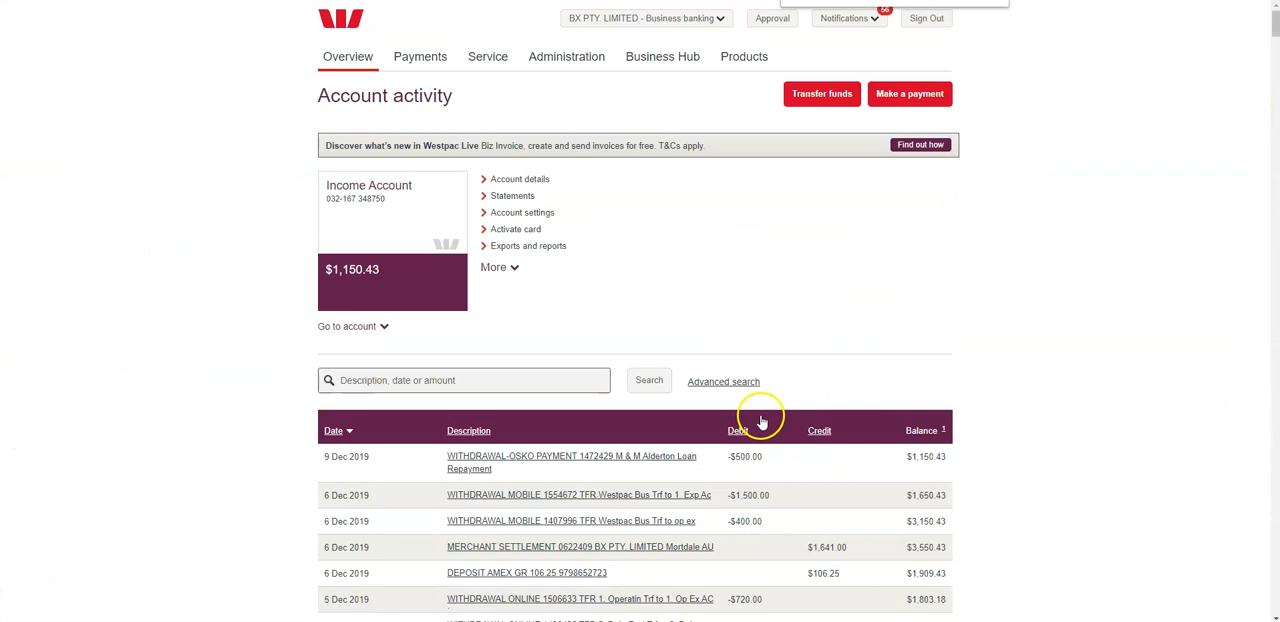 BX PTY. LIMITED - Business banking
Approval
Notifications
56
Sign Out
Overview
Payments
Service
Administration
Business Hub
Products
Account activity
Transfer funds
Make a payment
Discover what's new in Westpac Live Biz Invoice, create and send invoices for free. T&Cs apply.
Find out how
Income Account
032-167 348750
$1,150.43
Account details
Statements
Account settings
Activate card
Exports and reports
More
Go to account
Description, date or amount
Search
Advanced search
Date Description Debit Credit Balance 1
9 Dec 2019 WITHDRAWAL-OSKO PAYMENT 1472429 M & M Alderton Loan -$500.00 $1,150.43
Repayment
6 Dec 2019 WITHDRAWAL MOBILE 1554672 TFR Westpac Bus Trf to 1. Exp Ac -$1,500.00 $1,650.43
6 Dec 2019 WITHDRAWAL MOBILE 1407996 TFR Westpac Bus Trf to op ex -$400.00 $3,150.43
6 Dec 2019 MERCHANT SETTLEMENT 0622409 BX PTY. LIMITED Mortdale AU $1,641.00 $3,550.43
6 Dec 2019 DEPOSIT AMEX GR 106.25 9798652723 $106.25 $1,909.43
5 Dec 2019 WITHDRAWAL ONLINE 1506633 TFR 1. Operatin Trf to 1. Op Ex AC -$720.00 $1,803.18